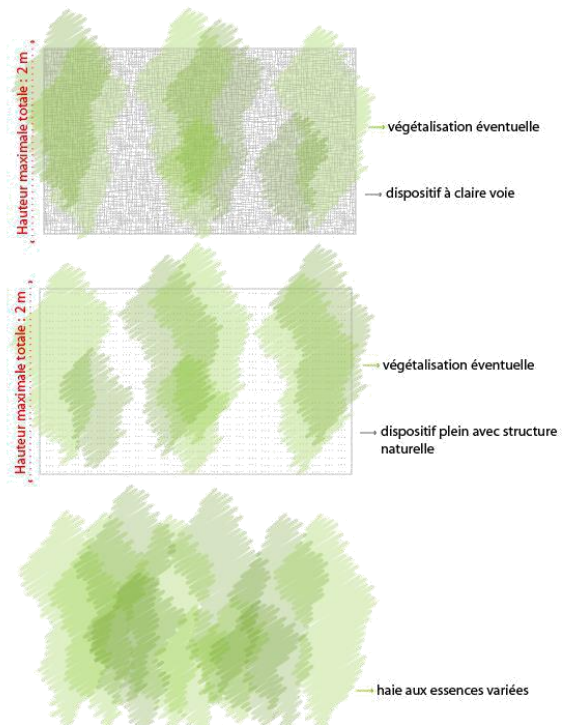 Hauteur maximale totale : 2 m
végétalisation éventuelle
dispositif à claire voie
Hauteur maximale totale : 2 m
végétalisation éventuelle
dispositif plein avec structure
naturelle
haie aux essences variées